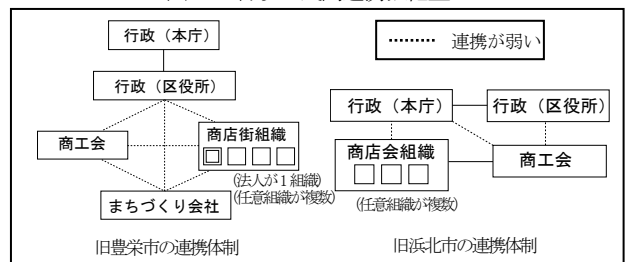 行政（本庁）
行政（区役所）
商工会
商店街組織
(法人が１組織)
(任意組織が複数)
まちづくり会社
旧豊栄市の連携体制
連携が弱い
行政（本庁）
行政（区役所）
商店会組織
商工会
(任意組織が複数)
旧浜北市の連携体制